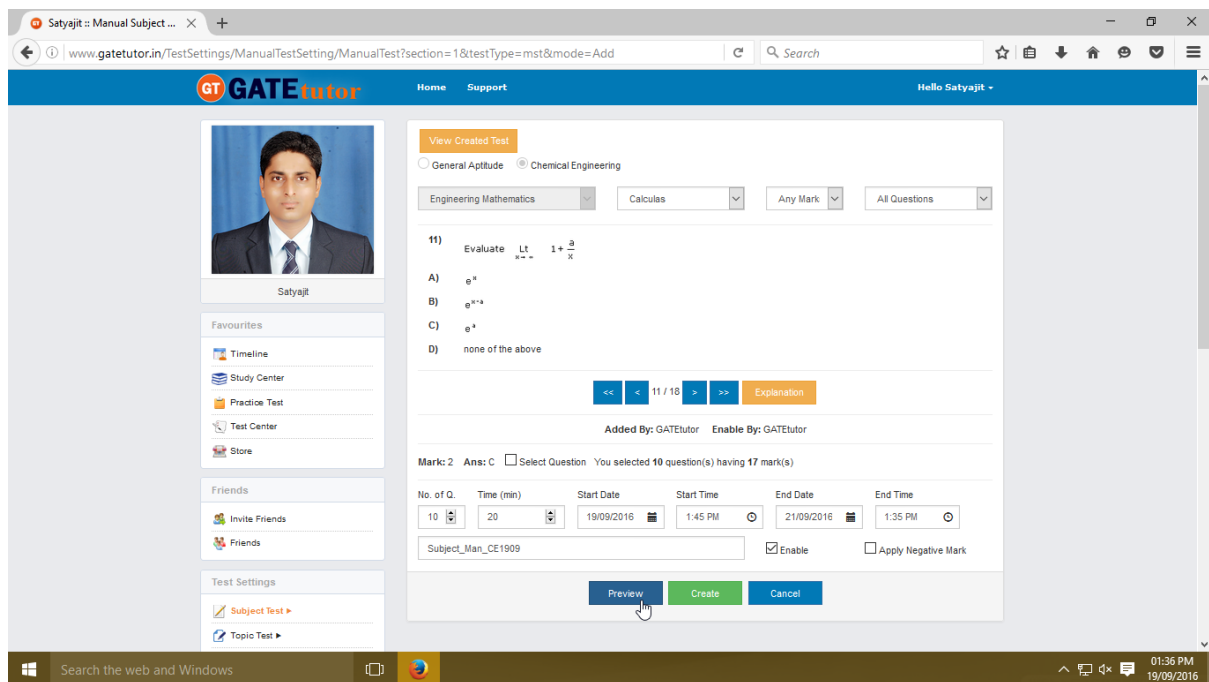 Satyajit :: Manual Subject ...
www.gatetutor.in/TestSettings/ManualTestSetting/ManualTest?section=1&testType=mst&mode=Add
Search
GT GATEtutor
Home Support Hello Satyajit
Satyajit
Favourites
Timeline
Study Center
Practice Test
Test Center
Store
Friends
Invite Friends
Friends
Test Settings
Subject Test
Topic Test
View Created Test
General Aptitude Chemical Engineering
Engineering Mathematics Calculas Any Mark All Questions
11) Evaluate Lt x→∞ 1 + a/x
A) eˣ
B)
C) eᵃ
D) none of the above
<< < 11 / 18 > >> Explanation
Added By: GATEtutor Enable By: GATEtutor
Mark: 2 Ans: C Select Question You selected 10 question(s) having 17 mark(s)
No. of Q. Time (min) Start Date Start Time End Date End Time
10 20 19/09/2016 1:45 PM 21/09/2016 1:35 PM
Subject_Man_CE1909 Enable Apply Negative Mark
Preview Create Cancel
Search the web and Windows
01:36 PM
19/09/2016